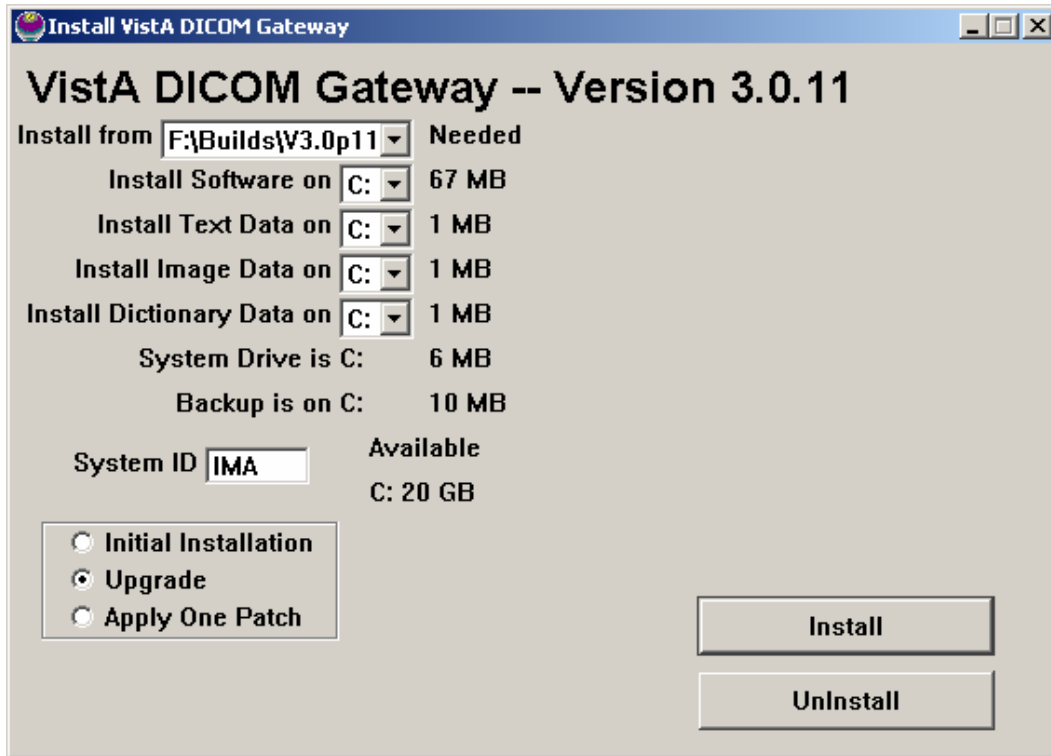 Install VistA DICOM Gateway
VistA DICOM Gateway -- Version 3.0.11
Install from F:\Builds\V3.0p11 Needed
Install Software on C: 67 MB
Install Text Data on C: 1 MB
Install Image Data on C: 1 MB
Install Dictionary Data on C: 1 MB
System Drive is C: 6 MB
Backup is on C: 10 MB
System ID IMA Available
C: 20 GB
Initial Installation
Upgrade
Apply One Patch
Install
UnInstall